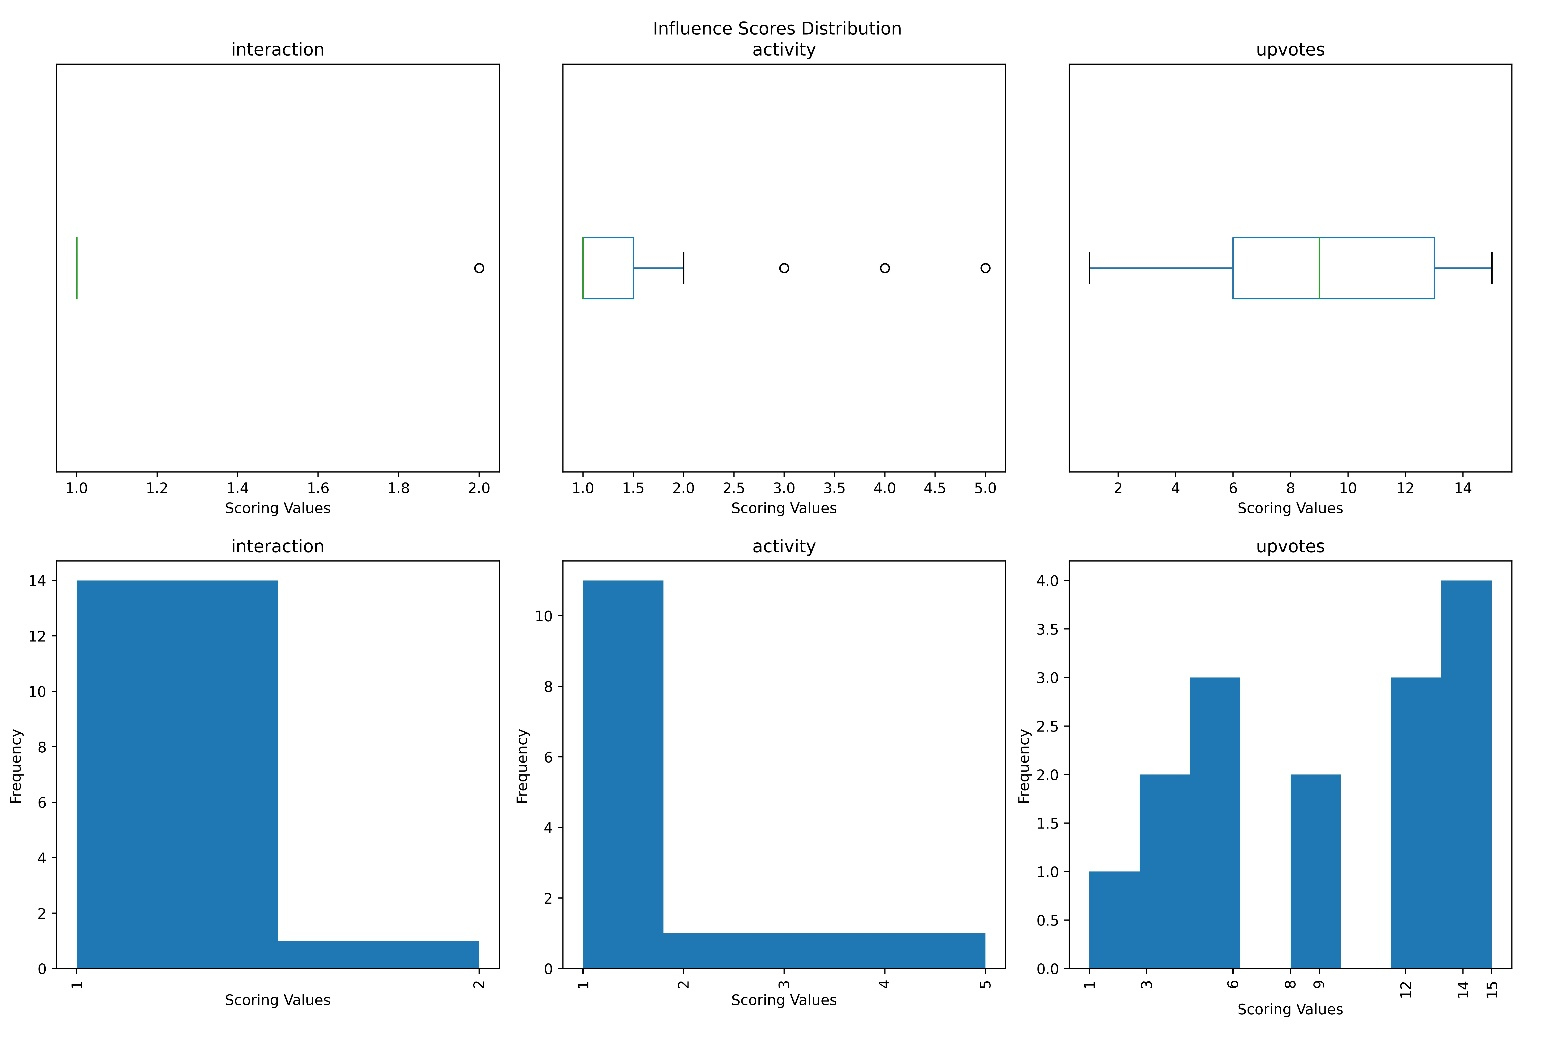 Influence Scores Distribution
interaction
activity
upvotes
1.0 1.2 1.4 1.6 1.8 2.0
Scoring Values
1.0 1.5 2.0 2.5 3.0 3.5 4.0 4.5 5.0
Scoring Values
2 4 6 8 10 12 14
Scoring Values
interaction
14
12
10
8
6
4
2
0
Frequency
1 2
Scoring Values
activity
10
8
6
4
2
0
Frequency
1 2 3 4 5
Scoring Values
upvotes
4.0
3.5
3.0
2.5
2.0
1.5
1.0
0.5
0.0
Frequency
1 3 6 8 9 12 14 15
Scoring Values